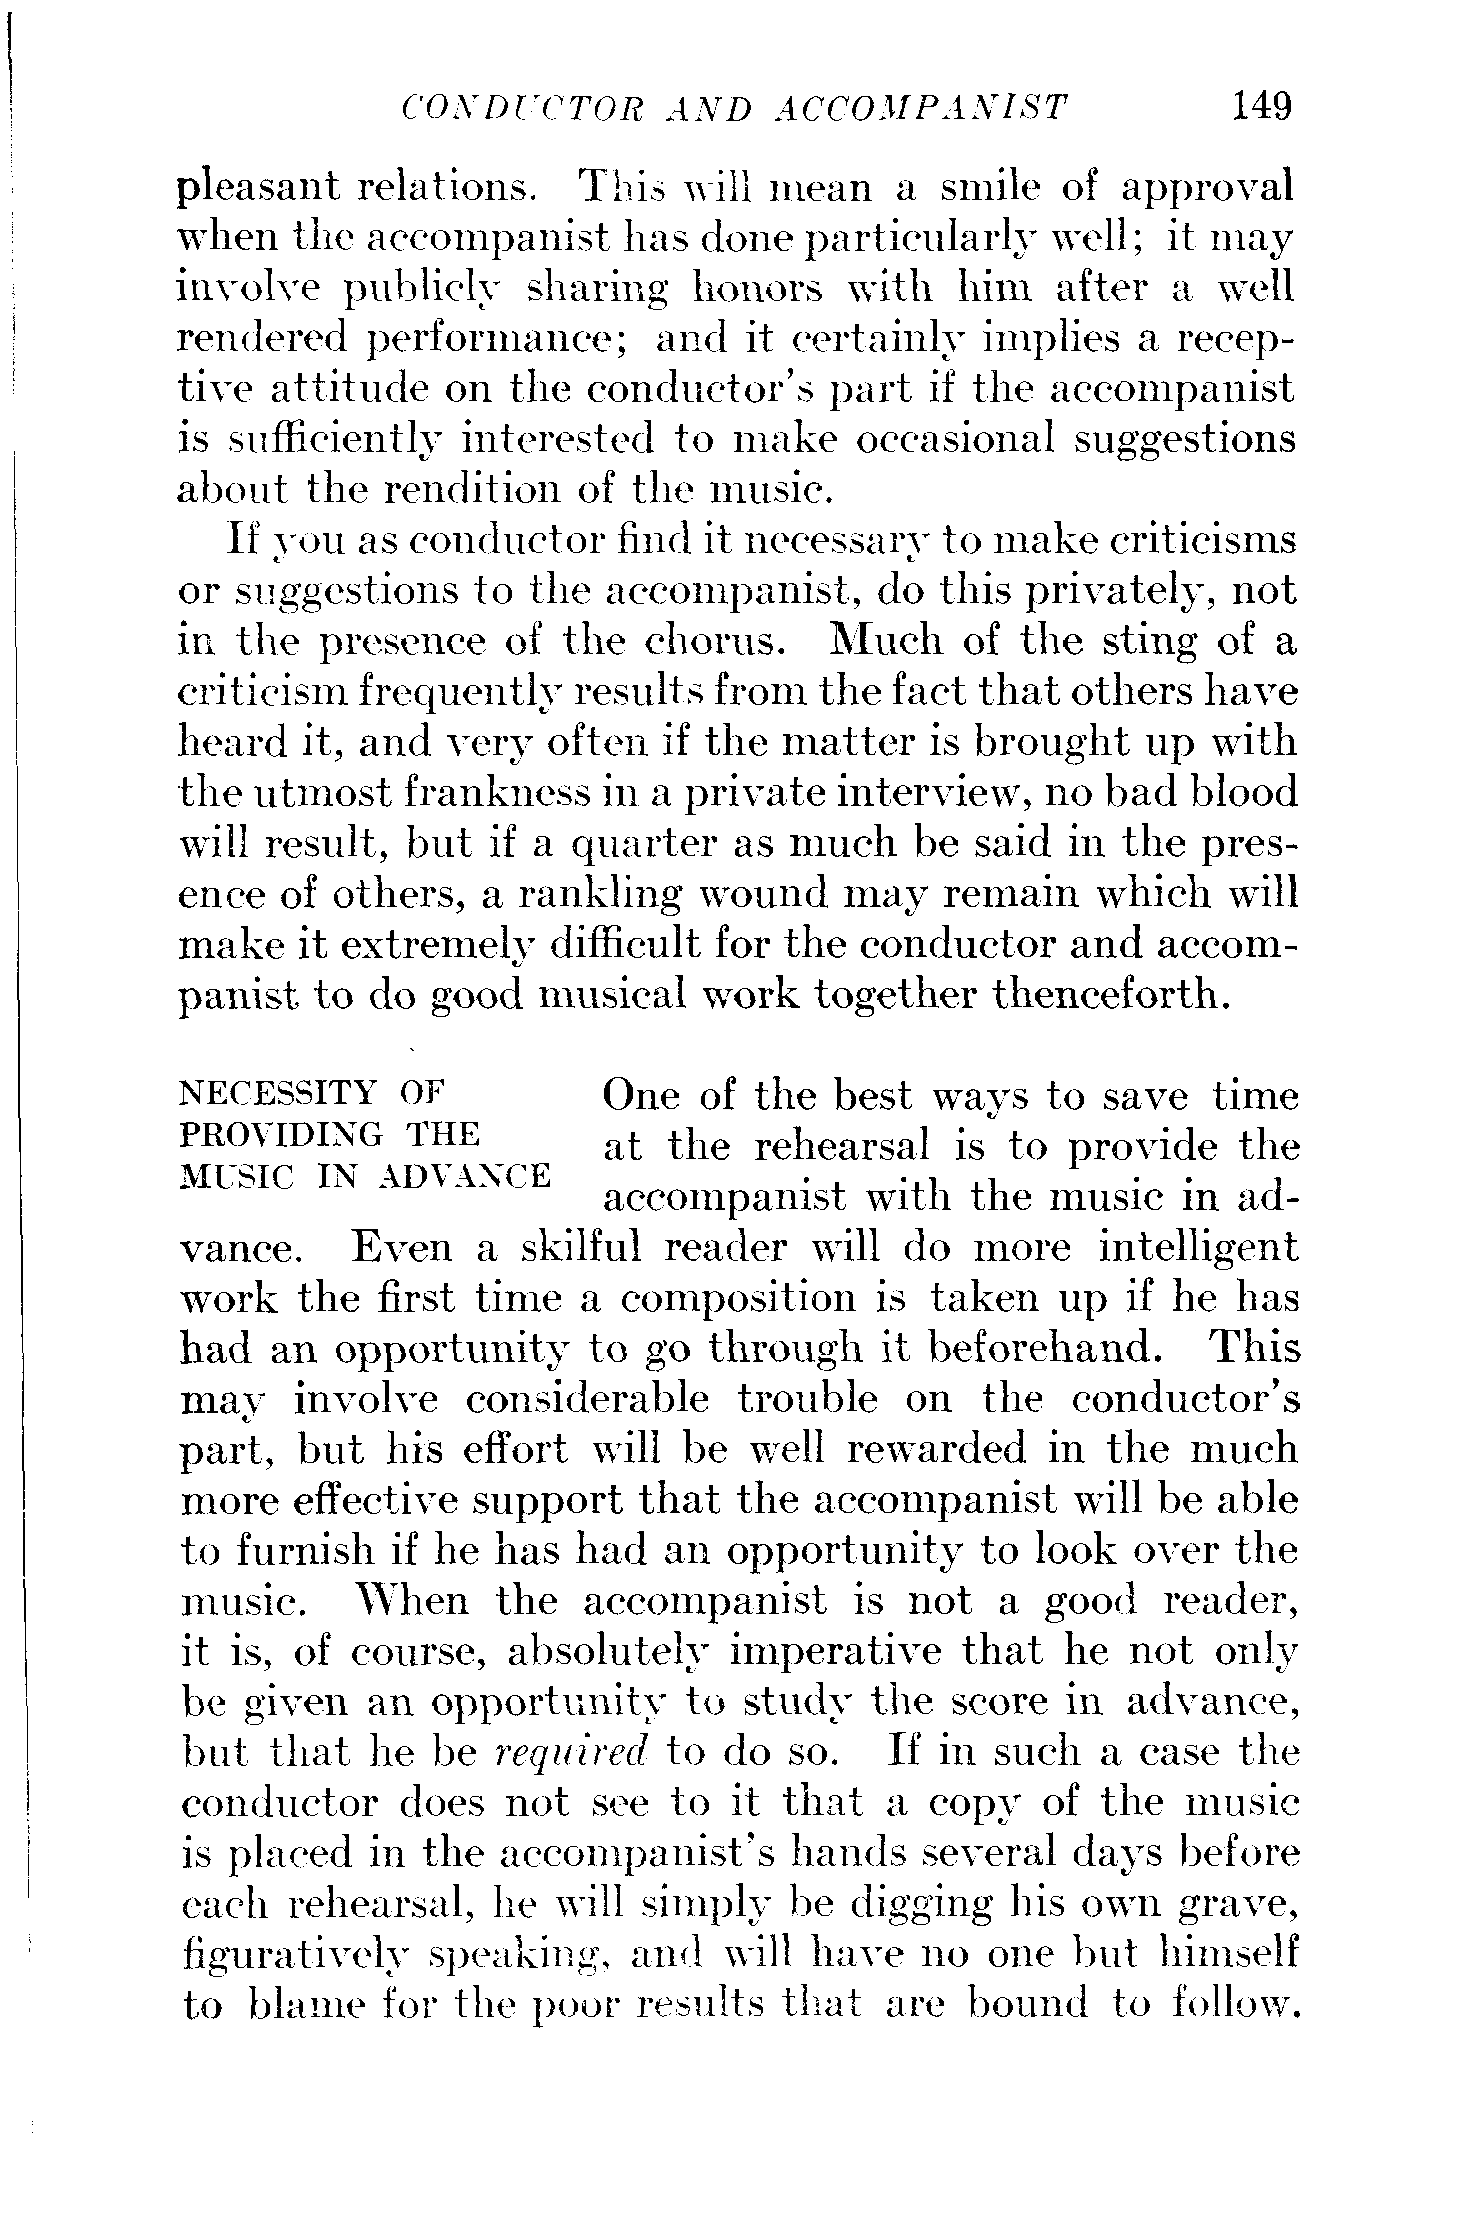 CONDUCTOR AND ACCOMPANIST 149
pleasant relations. This will mean a smile of approval
when the accompanist has done particularly well; it may
involve publicly sharing honors with him after a well
rendered performance; and it certainly implies a recep-
tive attitude on the conductor's part if the accompanist
is sufficiently interested to make occasional suggestions
about the rendition of the music.
If you as conductor find it necessary to make criticisms
or suggestions to the accompanist, do this privately, not
in the presence of the chorus. Much of the sting of a
criticism frequently results from the fact that others have
heard it, and very often if the matter is brought up with
the utmost frankness in a private interview, no bad blood
will result, but if a quarter as much be said in the pres-
ence of others, a rankling wound may remain which will
make it extremely difficult for the conductor and accom-
panist to do good musical work together thenceforth.
NECESSITY OF
PROVIDING THE
MUSIC IN ADVANCE
One of the best ways to save time
at the rehearsal is to provide the
accompanist with the music in ad-
vance. Even a skilful reader will do more intelligent
work the first time a composition is taken up if he has
had an opportunity to go through it beforehand. This
may involve considerable trouble on the conductor's
part, but his effort will be well rewarded in the much
more effective support that the accompanist will be able
to furnish if he has had an opportunity to look over the
music. When the accompanist is not a good reader,
it is, of course, absolutely imperative that he not only
be given an opportunity to study the score in advance,
but that he be required to do so. If in such a case the
conductor does not see to it that a copy of the music
is placed in the accompanist's hands several days before
each rehearsal, he will simply be digging his own grave,
figuratively speaking, and will have no one but himself
to blame for the poor results that are bound to follow.